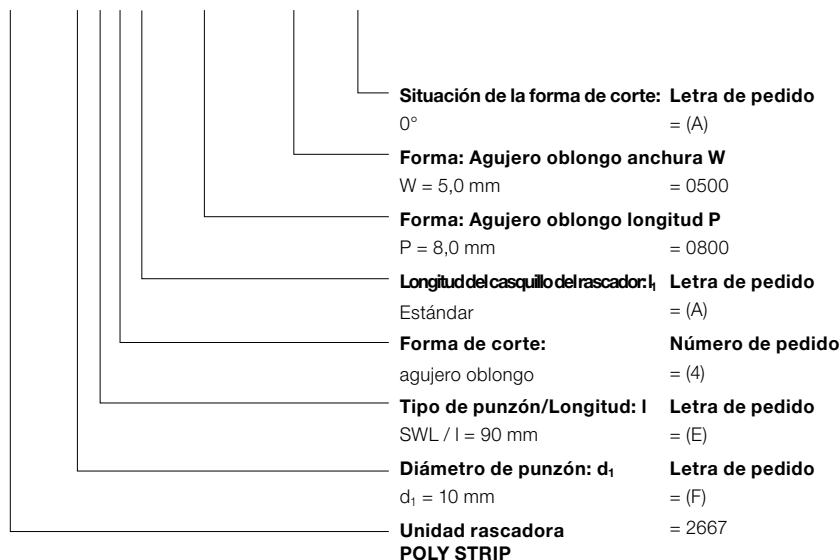 Situación de la forma de corte: Letra de pedido
0° = (A)
Forma: Agujero oblongo anchura W
W = 5,0 mm = 0500
Forma: Agujero oblongo longitud P
P = 8,0 mm = 0800
Longitud del casquillo del rascador: l₁ Letra de pedido
Estándar = (A)
Forma de corte: Número de pedido
agujero oblongo = (4)
Tipo de punzón/Longitud: l Letra de pedido
SWL / l = 90 mm = (E)
Diámetro de punzón: d₁ Letra de pedido
d₁ = 10 mm = (F)
Unidad rascadora = 2667
POLY STRIP